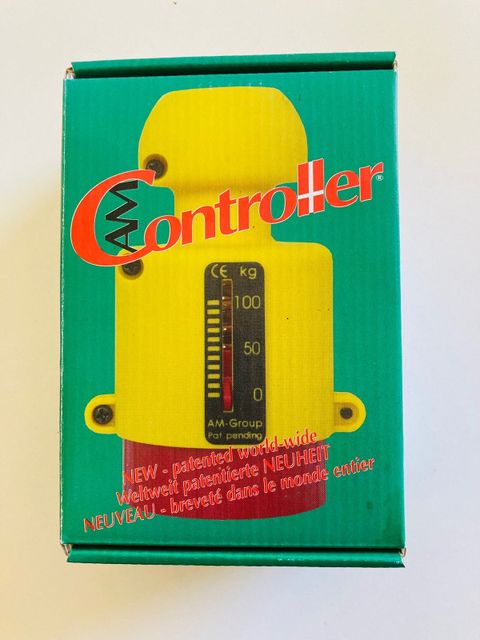 AM
Controller®
CE kg
100
50
0
AM-Group
Pat. pending
NEW - patented world-wide
Weltweit patentierte NEUHEIT
NEUVEAU - breveté dans le monde entier